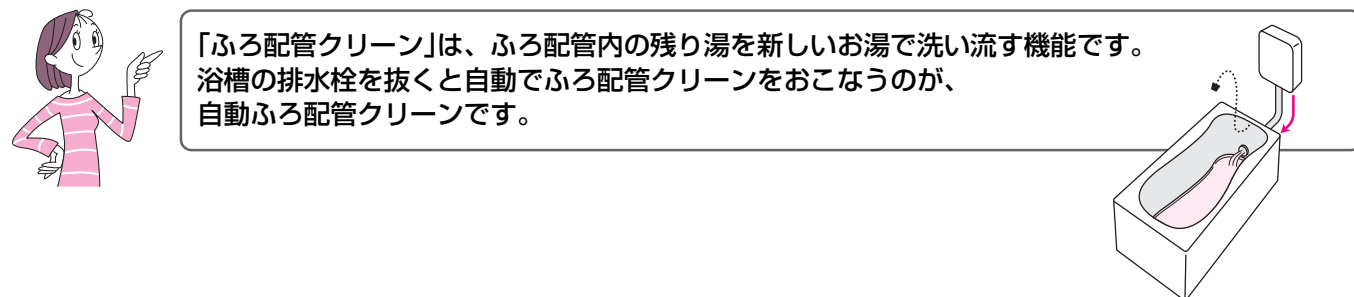 「ふろ配管クリーン」は、ふろ配管内の残り湯を新しいお湯で洗い流す機能です。
浴槽の排水栓を抜くと自動でふろ配管クリーンをおこなうのが、
自動ふろ配管クリーンです。